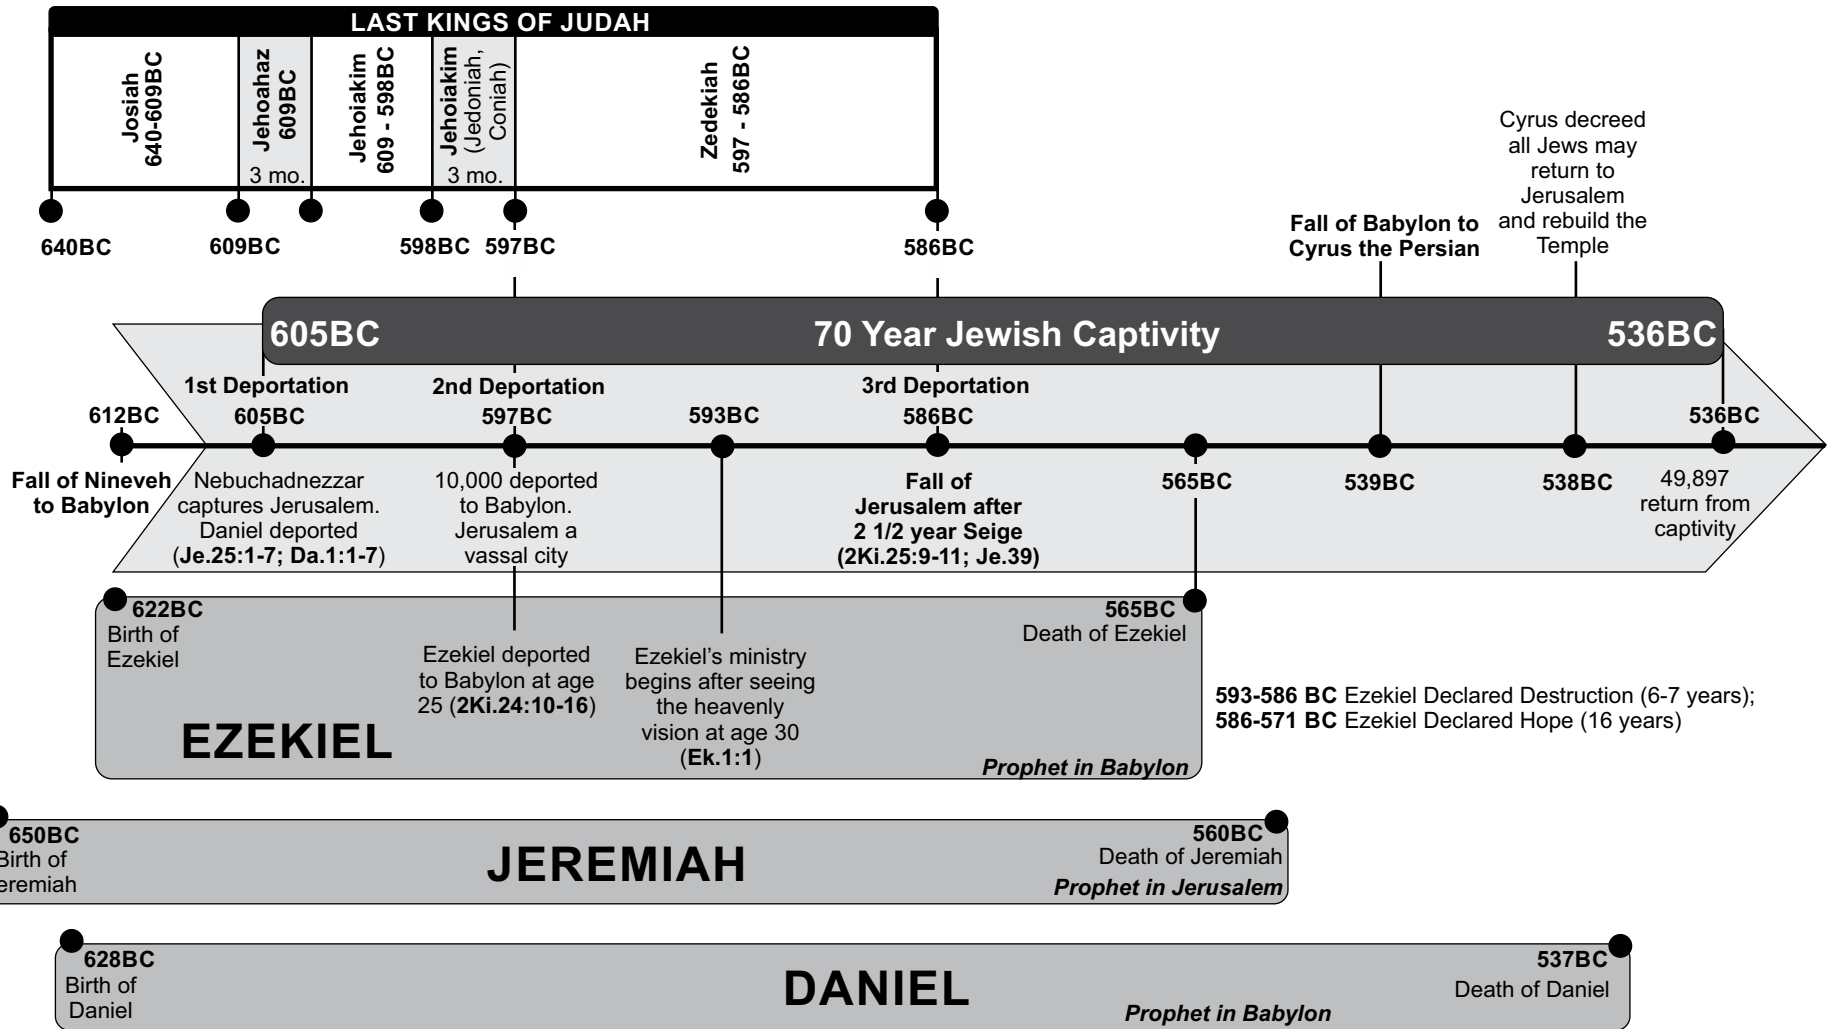 LAST KINGS OF JUDAH
Josiah
640-609BC
Jehoahaz
609BC
3 mo.
Jehoiakim
609 - 598BC
Jehoiakim
(Jedoniah,
Coniah)
3 mo.
Zedekiah
597 - 586BC
640BC
609BC
598BC
597BC
586BC
Fall of Babylon to
Cyrus the Persian
Cyrus decreed
all Jews may
return to
Jerusalem
and rebuild the
Temple
605BC
70 Year Jewish Captivity
536BC
612BC
Fall of Nineveh
to Babylon
1st Deportation
605BC
Nebuchadnezzar
captures Jerusalem.
Daniel deported
(Je.25:1-7; Da.1:1-7)
2nd Deportation
597BC
10,000 deported
to Babylon.
Jerusalem a
vassal city
593BC
3rd Deportation
586BC
Fall of
Jerusalem after
2 1/2 year Seige
(2Ki.25:9-11; Je.39)
565BC
539BC
538BC
536BC
49,897
return from
captivity
622BC
Birth of
Ezekiel
EZEKIEL
Ezekiel deported
to Babylon at age
25 (2Ki.24:10-16)
Ezekiel’s ministry
begins after seeing
the heavenly
vision at age 30
(Ek.1:1)
565BC
Death of Ezekiel
Prophet in Babylon
593-586 BC Ezekiel Declared Destruction (6-7 years);
586-571 BC Ezekiel Declared Hope (16 years)
650BC
Birth of
eremiah
JEREMIAH
560BC
Death of Jeremiah
Prophet in Jerusalem
628BC
Birth of
Daniel
DANIEL
537BC
Death of Daniel
Prophet in Babylon